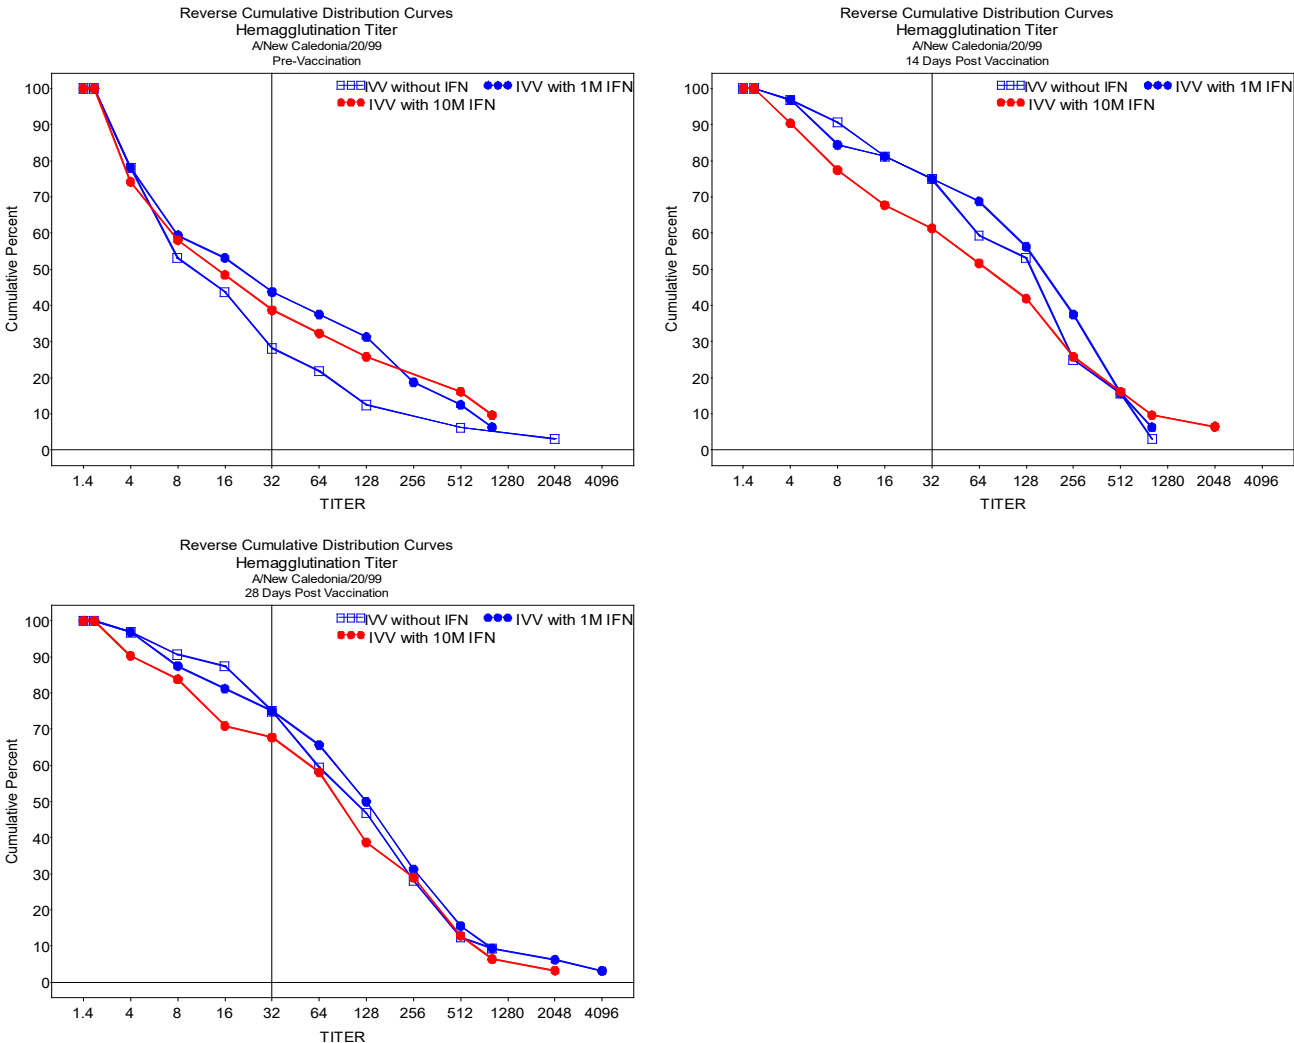 Reverse Cumulative Distribution Curves
Hemagglutination Titer
A/New Caledonia/20/99
Pre-Vaccination
IVV without IFN IVV with 1M IFN
IVV with 10M IFN
Cumulative Percent
100
90
80
70
60
50
40
30
20
10
0
1.4 4 8 16 32 64 128 256 512 1280 2048 4096
TITER
Reverse Cumulative Distribution Curves
Hemagglutination Titer
A/New Caledonia/20/99
14 Days Post Vaccination
IVV without IFN IVV with 1M IFN
IVV with 10M IFN
Cumulative Percent
100
90
80
70
60
50
40
30
20
10
0
1.4 4 8 16 32 64 128 256 512 1280 2048 4096
TITER
Reverse Cumulative Distribution Curves
Hemagglutination Titer
A/New Caledonia/20/99
28 Days Post Vaccination
IVV without IFN IVV with 1M IFN
IVV with 10M IFN
Cumulative Percent
100
90
80
70
60
50
40
30
20
10
0
1.4 4 8 16 32 64 128 256 512 1280 2048 4096
TITER